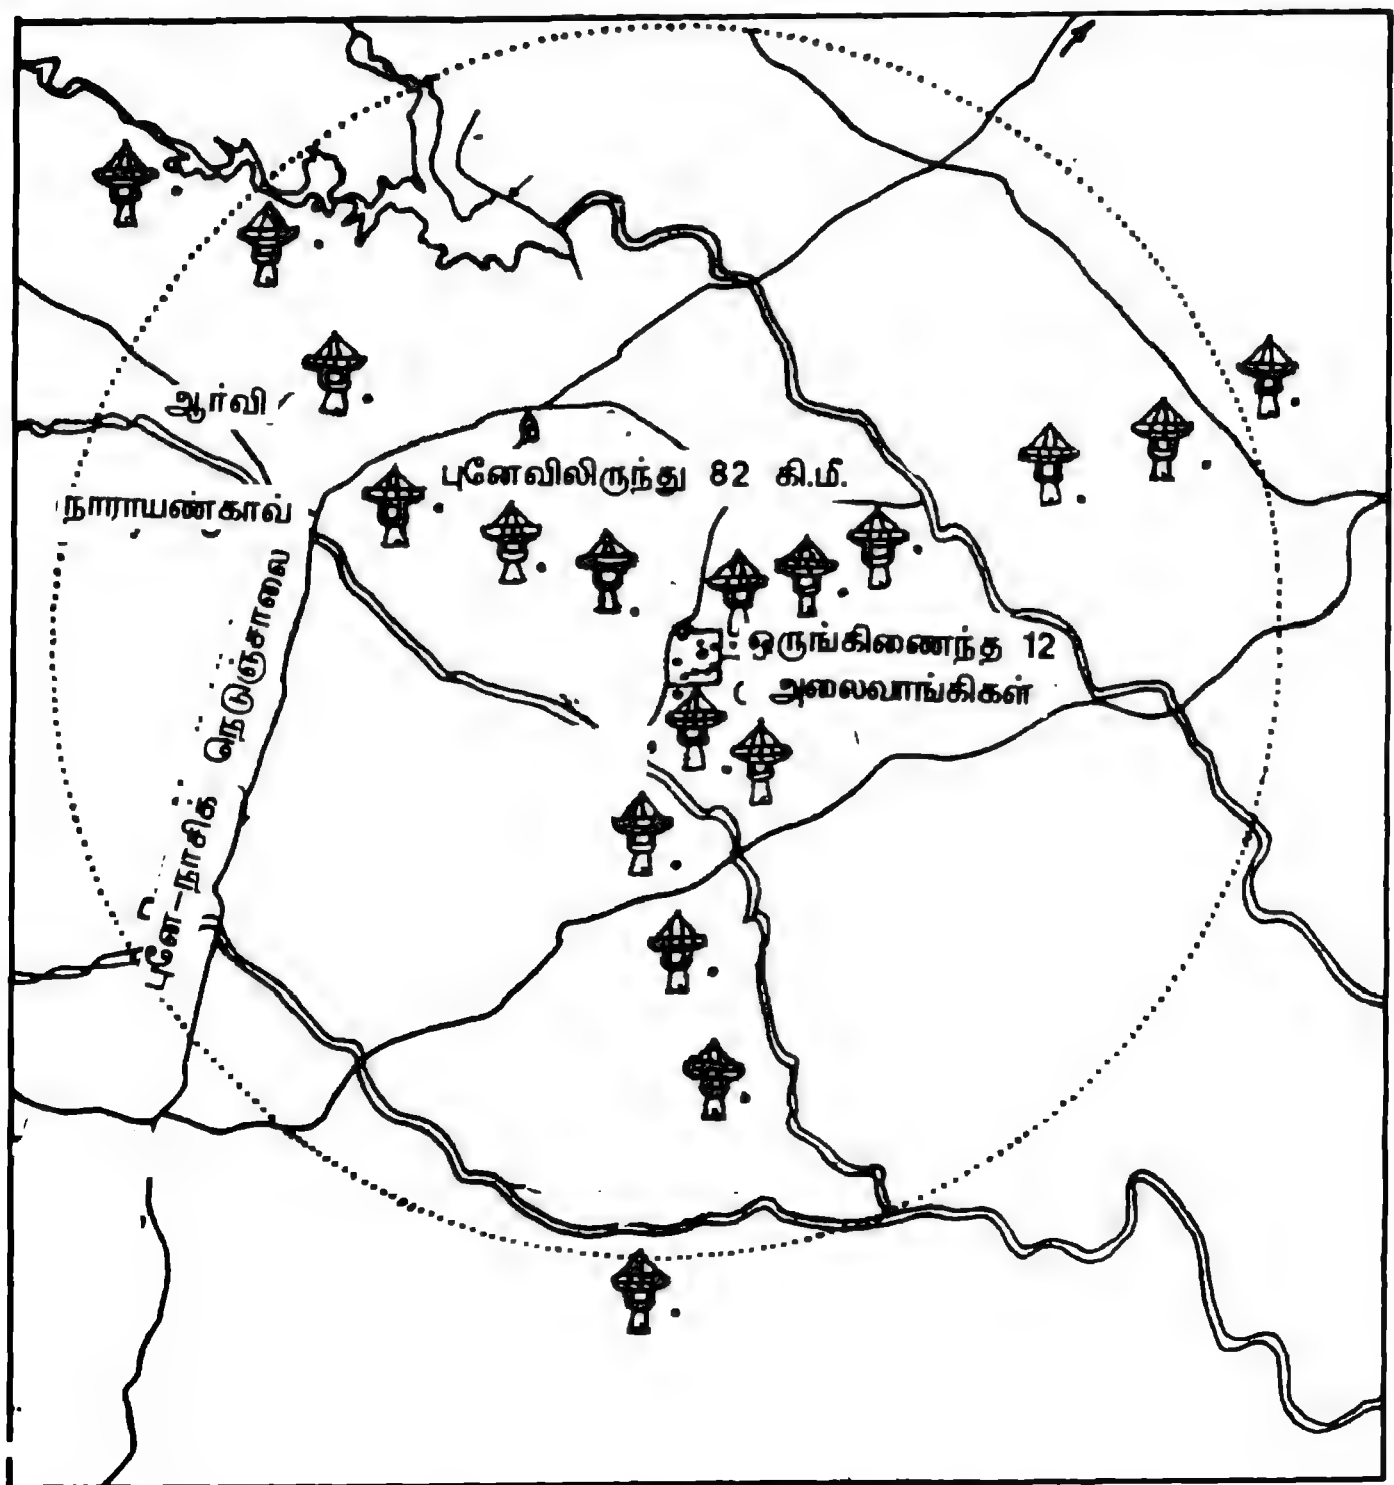 ஆர்வி
புனேவிலிருந்து 82 கி.மீ.
நாராயண்காவ்
ஒருங்கிணைந்த 12
அலைவாங்கிகள்
புனே-நாசிக் நெடுஞ்சாலை